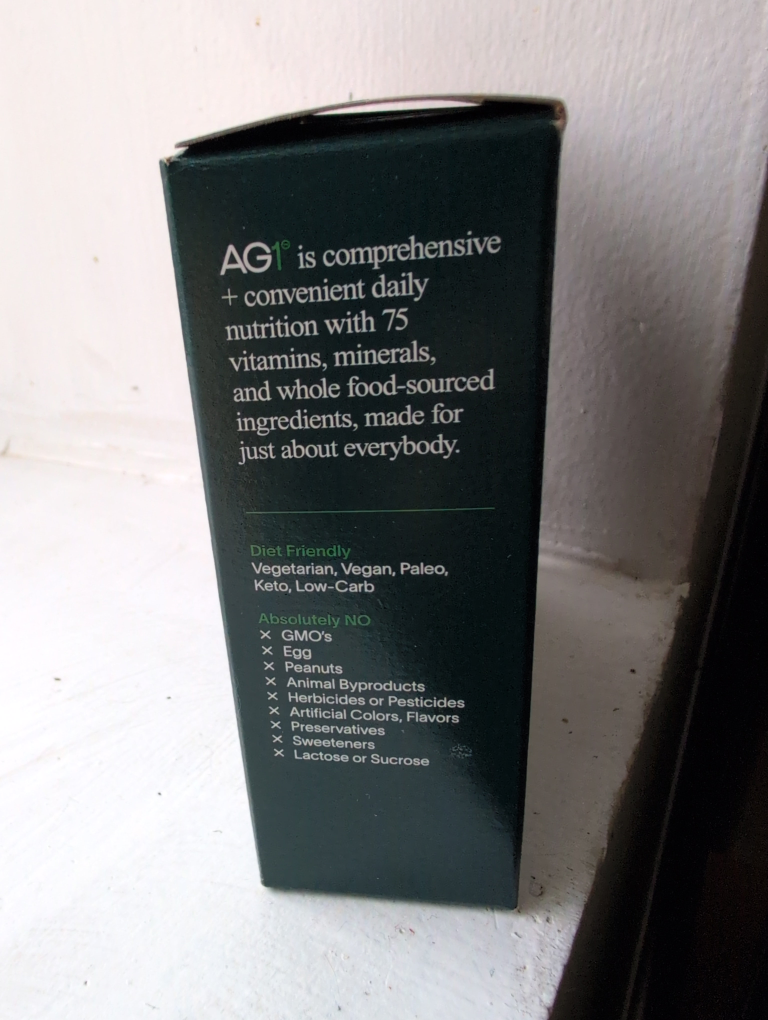 AG1® is comprehensive
+ convenient daily
nutrition with 75
vitamins, minerals,
and whole food-sourced
ingredients, made for
just about everybody.
Diet Friendly
Vegetarian, Vegan, Paleo,
Keto, Low-Carb
Absolutely NO
× GMO's
× Egg
× Peanuts
× Animal Byproducts
× Herbicides or Pesticides
× Artificial Colors, Flavors
× Preservatives
× Sweeteners
× Lactose or Sucrose